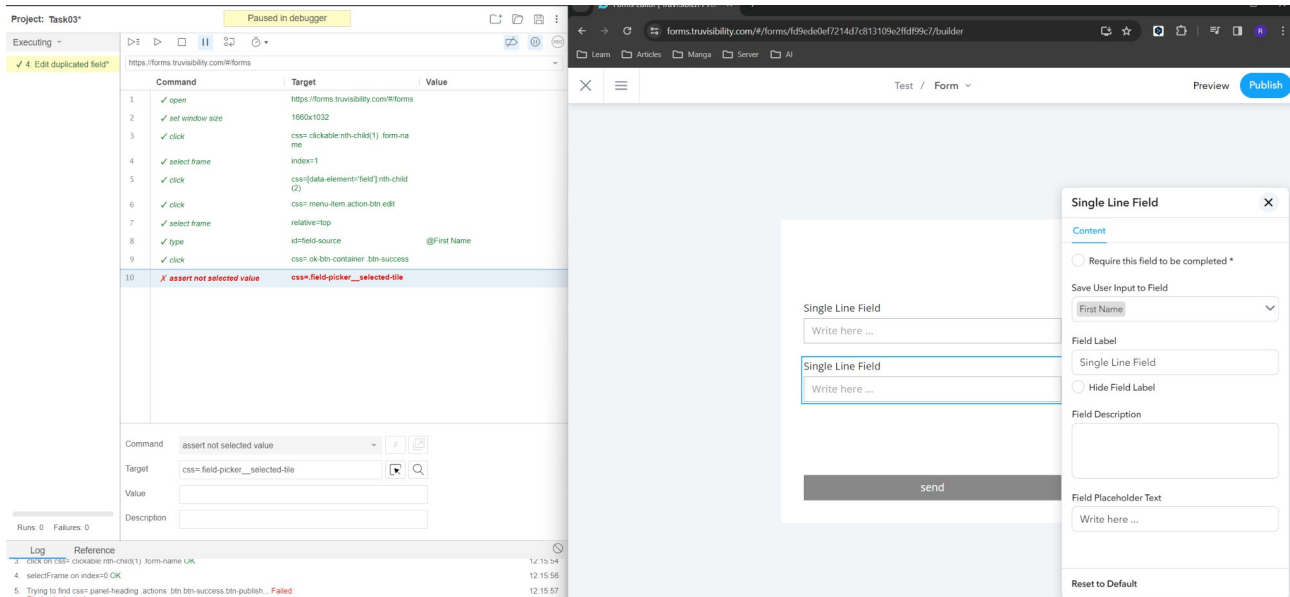 Project: Task03*
Paused in debugger
Executing
✓ 4. Edit duplicated field*
https://forms.truvisibility.com/#/forms
Command Target Value
1 ✓ open https://forms.truvisibility.com/#/forms
2 ✓ set window size 1660x1032
3 ✓ click css=.clickable:nth-child(1) .form-na
me
4 ✓ select frame index=1
5 ✓ click css=[data-element='field']:nth-child
(2)
6 ✓ click css=.menu-item.action-btn.edit
7 ✓ select frame relative=top
8 ✓ type id=field-source @First Name
9 ✓ click css=.ok-btn-container .btn-success
10 ✗ assert not selected value css=.field-picker__selected-tile
Command assert not selected value //
Target css=.field-picker__selected-tile
Value
Description
Runs: 0 Failures: 0
Log Reference
3. click on css=.clickable:nth-child(1) .form-name OK 12:15:54
4. selectFrame on index=0 OK 12:15:56
5. Trying to find css=.panel-heading .actions .btn.btn-success.btn-publish... Failed: 12:15:57
forms.truvisibility.com/#/forms/fd9ede0ef7214d7c813109e2ffdf99c7/builder
R
Learn Articles Manga Server AI
Test / Form
Preview Publish
Single Line Field
Write here ...
Single Line Field
Write here ...
send
Single Line Field
Content
Require this field to be completed *
Save User Input to Field
First Name
Field Label
Single Line Field
Hide Field Label
Field Description
Field Placeholder Text
Write here ...
Reset to Default